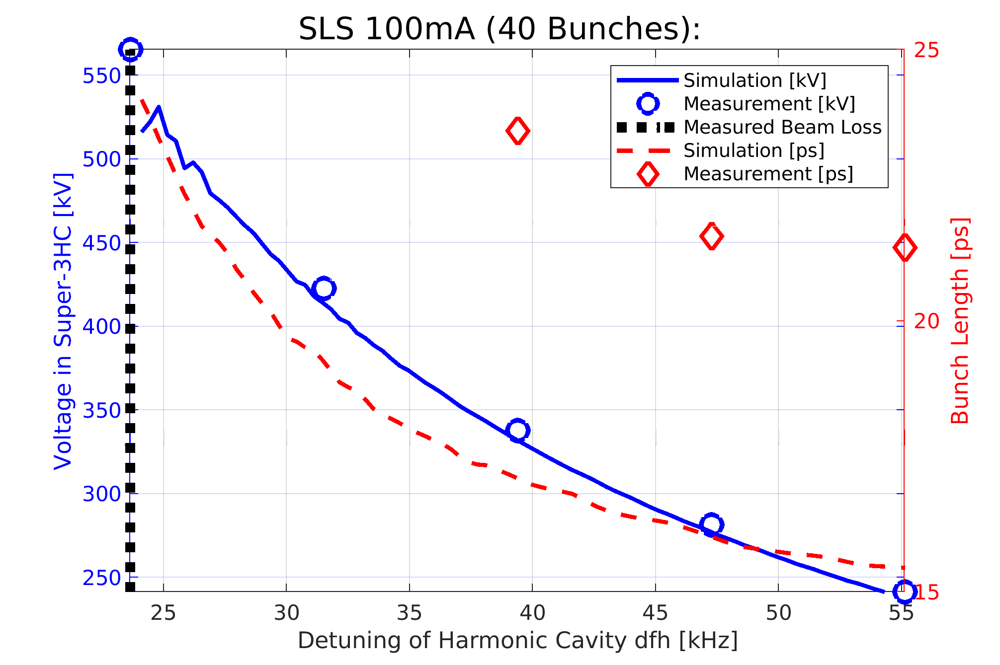 SLS 100mA (40 Bunches):
Voltage in Super-3HC [kV]
550
500
450
400
350
300
250
Simulation [kV]
Measurement [kV]
Measured Beam Loss
Simulation [ps]
Measurement [ps]
25
20
15
Bunch Length [ps]
25 30 35 40 45 50 55
Detuning of Harmonic Cavity dfh [kHz]